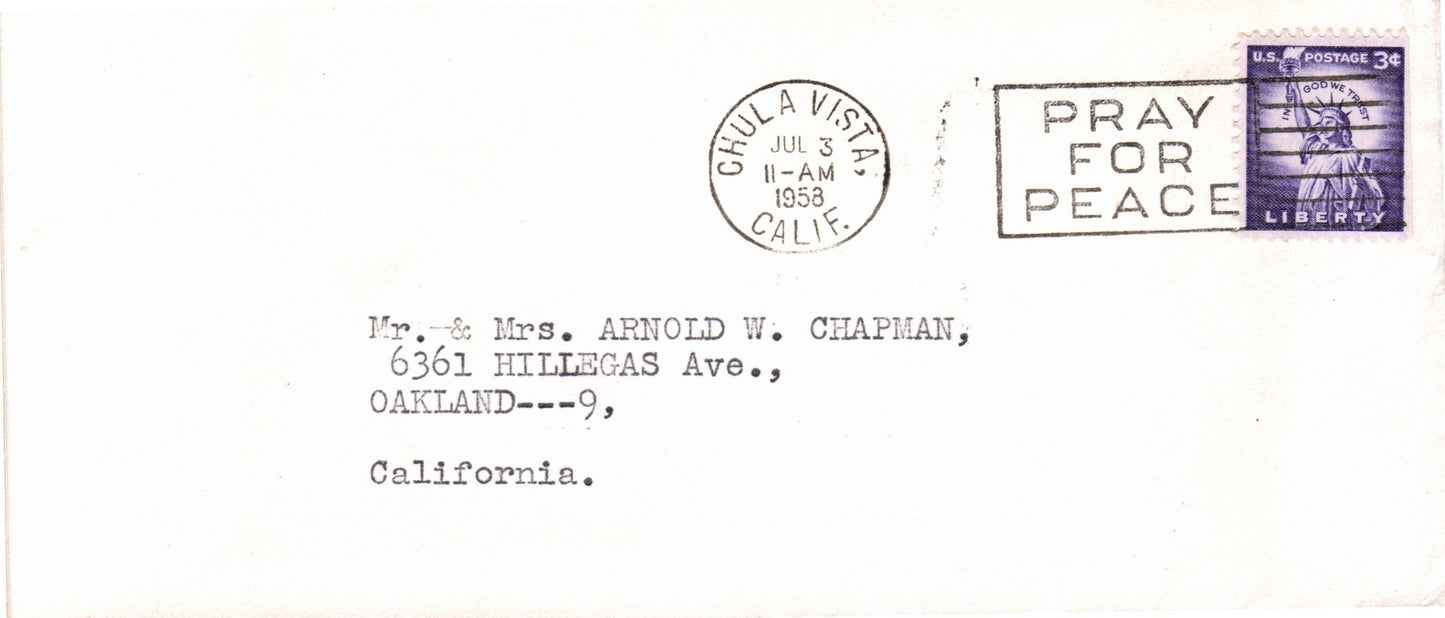 CHULA VISTA,
JUL 3
11-AM
1958
CALIF.
PRAY
FOR
PEACE
U.S. POSTAGE 3¢
IN GOD WE TRUST
LIBERTY
Mr. & Mrs. ARNOLD W. CHAPMAN,
6361 HILLEGAS Ave.,
OAKLAND---9,
California.